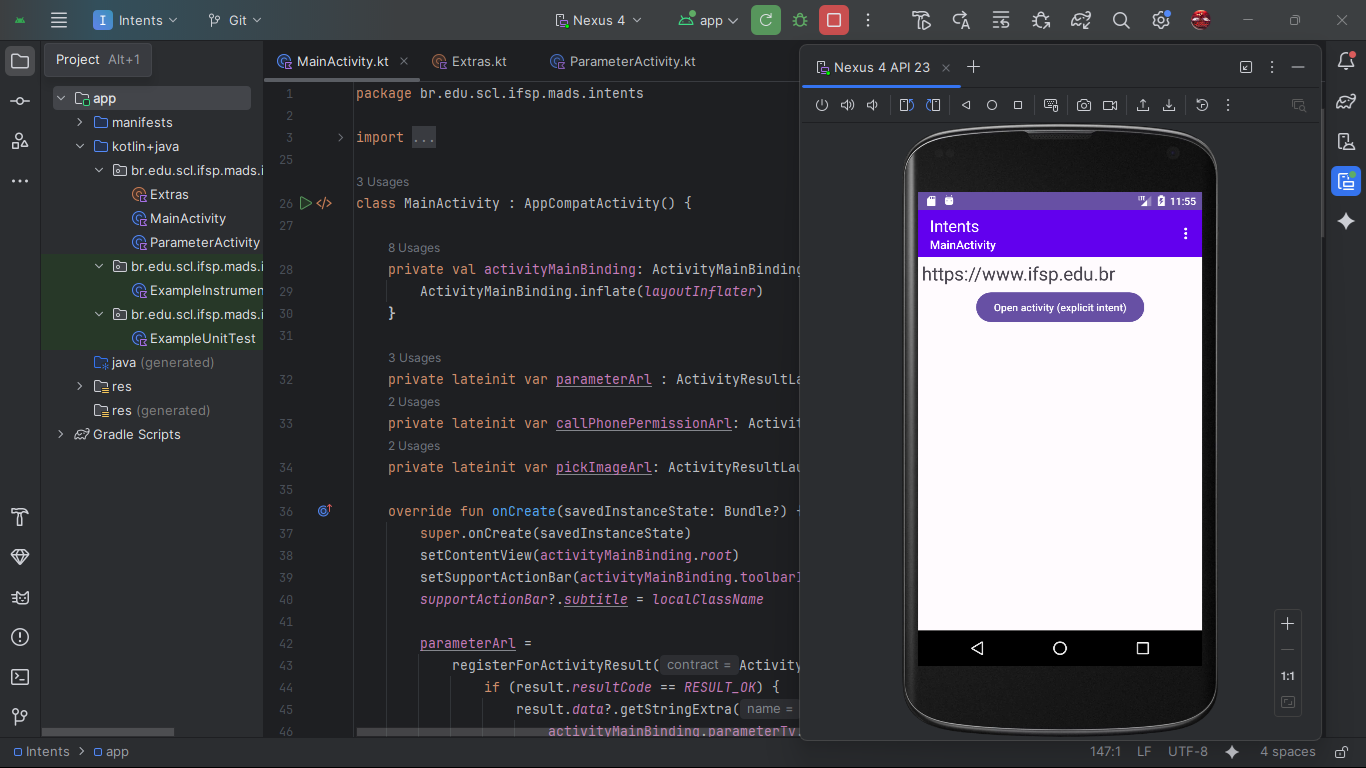 I Intents Git Nexus 4 app
Project Alt+1
app
manifests
kotlin+java
br.edu.scl.ifsp.mads.i
Extras
MainActivity
ParameterActivity
br.edu.scl.ifsp.mads.i
ExampleInstrumen
br.edu.scl.ifsp.mads.i
ExampleUnitTest
java (generated)
res
res (generated)
Gradle Scripts
MainActivity.kt Extras.kt ParameterActivity.kt
1 package br.edu.scl.ifsp.mads.intents
2
3 import ...
25
3 Usages
26 class MainActivity : AppCompatActivity() {
27
8 Usages
28 private val activityMainBinding: ActivityMainBinding
29 ActivityMainBinding.inflate(layoutInflater)
30 }
31
3 Usages
32 private lateinit var parameterArl : ActivityResultLa
2 Usages
33 private lateinit var callPhonePermissionArl: Activit
2 Usages
34 private lateinit var pickImageArl: ActivityResultLau
35
36 override fun onCreate(savedInstanceState: Bundle?) {
37 super.onCreate(savedInstanceState)
38 setContentView(activityMainBinding.root)
39 setSupportActionBar(activityMainBinding.toolbarI
40 supportActionBar?.subtitle = localClassName
41
42 parameterArl =
43 registerForActivityResult( contract = Activity
44 if (result.resultCode == RESULT_OK) {
45 result.data?.getStringExtra( name =
46 activityMainBinding.parameterTv.
Nexus 4 API 23
11:55
Intents
MainActivity
https://www.ifsp.edu.br
Open activity (explicit intent)
1:1
Intents app 147:1 LF UTF-8 4 spaces